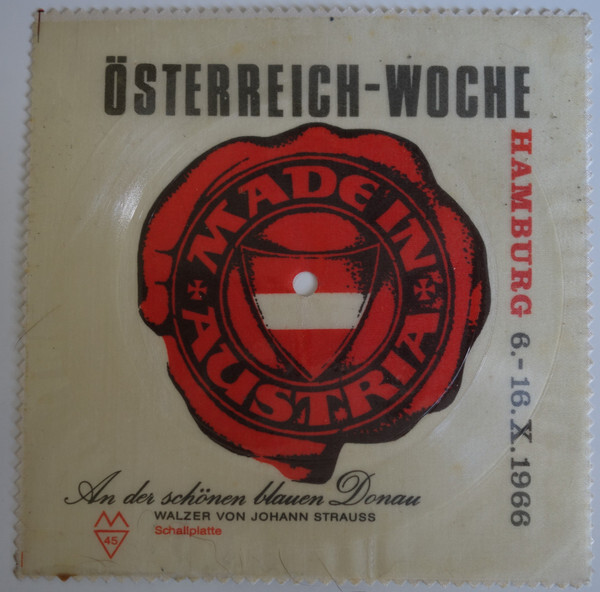 ÖSTERREICH-WOCHE
HAMBURG 6.-16.X.1966
MADE IN
AUSTRIA
An der schönen blauen Donau
WALZER VON JOHANN STRAUSS
Schallplatte
45